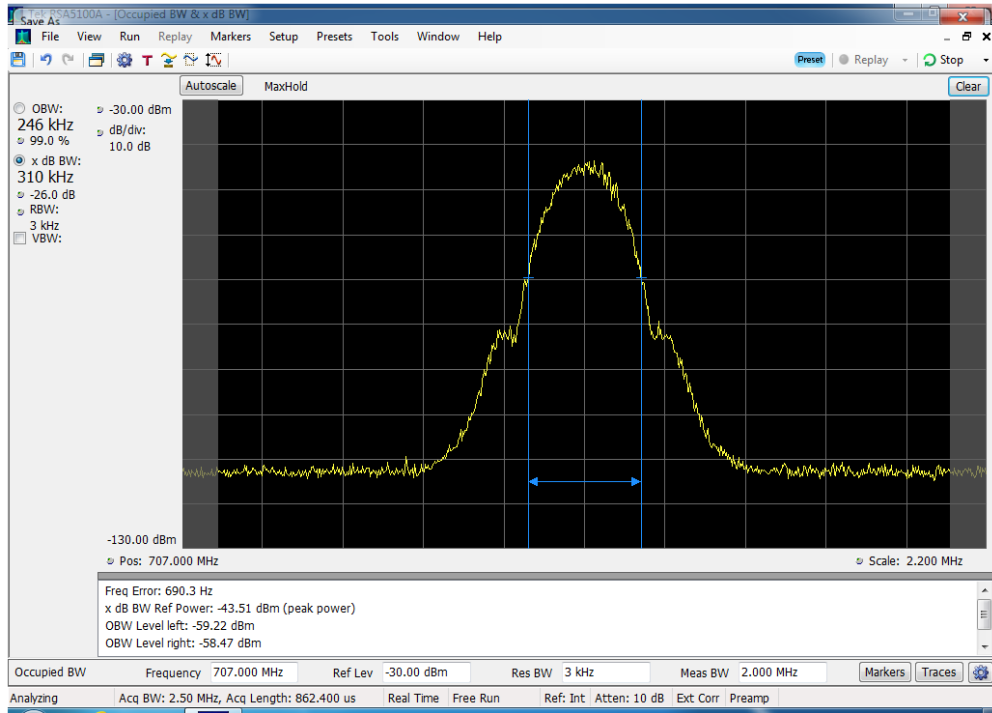 Tek RSA5100A - [Occupied BW & x dB BW]
Save As
File View Run Replay Markers Setup Presets Tools Window Help
T Preset Replay Stop
Autoscale MaxHold Clear
OBW:
246 kHz
99.0 %
x dB BW:
310 kHz
-26.0 dB
RBW:
3 kHz
VBW:
-30.00 dBm
dB/div:
10.0 dB
-130.00 dBm
Pos: 707.000 MHz Scale: 2.200 MHz
Freq Error: 690.3 Hz
x dB BW Ref Power: -43.51 dBm (peak power)
OBW Level left: -59.22 dBm
OBW Level right: -58.47 dBm
Occupied BW Frequency 707.000 MHz Ref Lev -30.00 dBm Res BW 3 kHz Meas BW 2.000 MHz Markers Traces
Analyzing Acq BW: 2.50 MHz, Acq Length: 862.400 us Real Time Free Run Ref: Int Atten: 10 dB Ext Corr Preamp